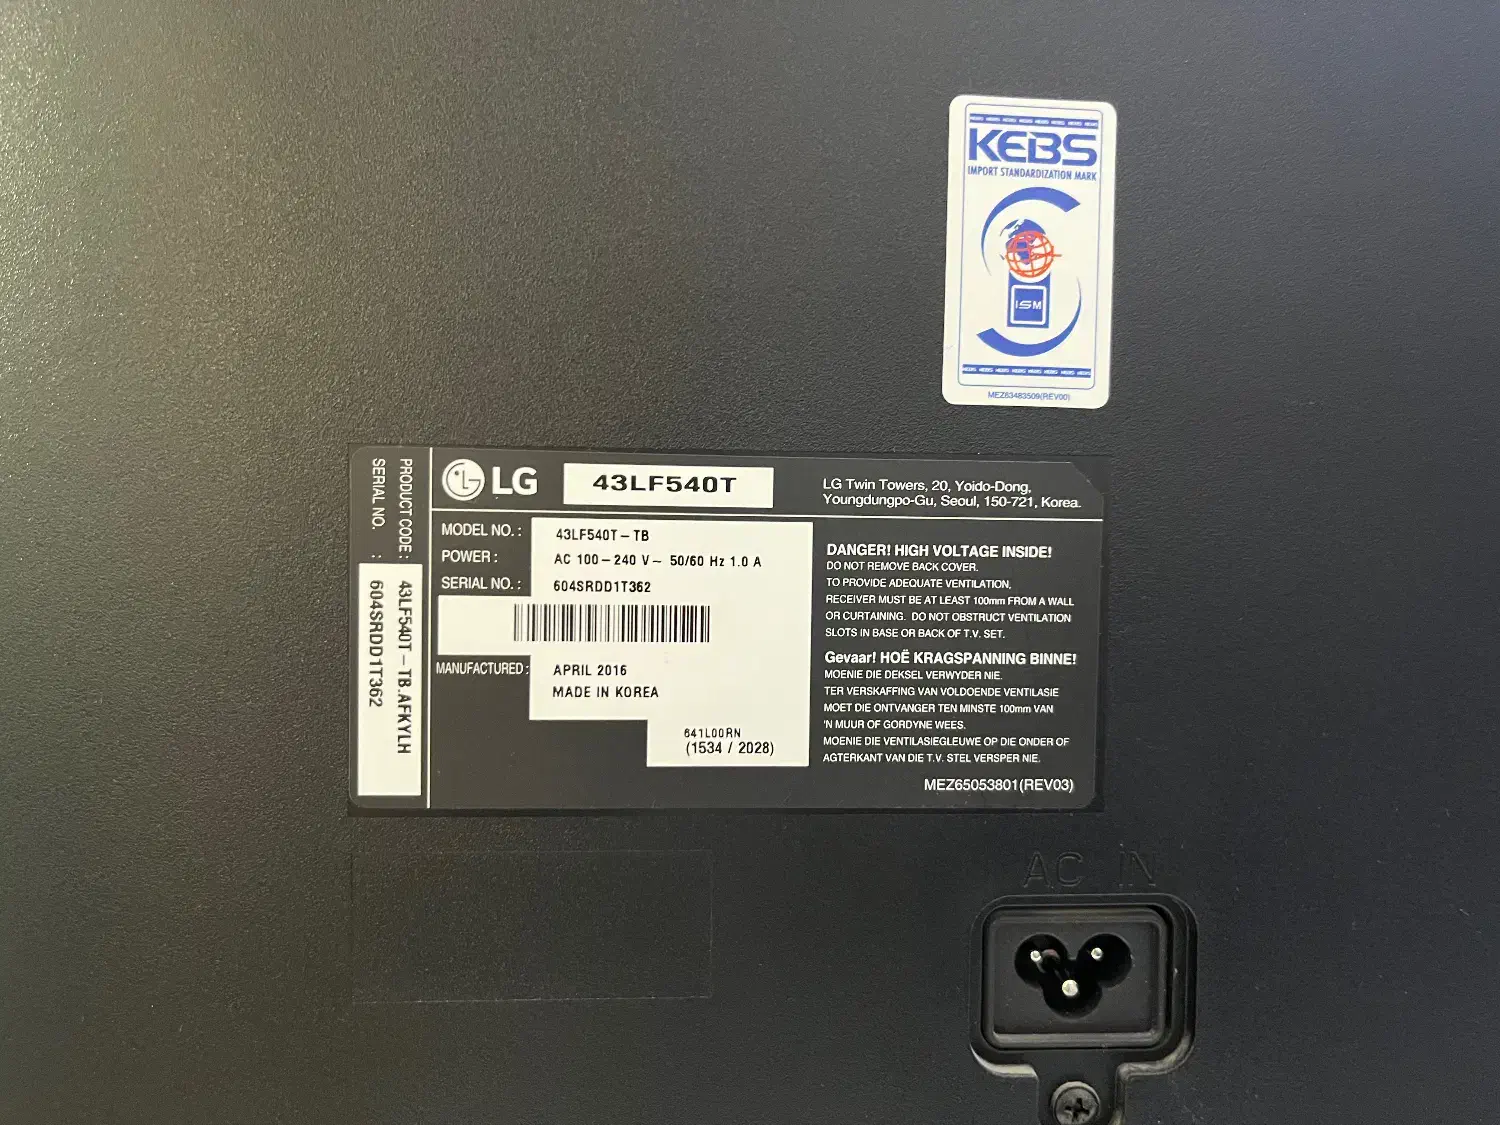 KEBS
IMPORT STANDARDIZATION MARK
ISM
MEZ63483509(REV00)
PRODUCT CODE: 43LF540T-TB.AFKYLH
SERIAL NO. : 604SRDD1T362
LG 43LF540T
LG Twin Towers, 20, Yoido-Dong,
Youngdungpo-Gu, Seoul, 150-721, Korea.
MODEL NO. : 43LF540T-TB
POWER : AC 100-240 V~ 50/60 Hz 1.0 A
SERIAL NO. : 604SRDD1T362
MANUFACTURED : APRIL 2016
MADE IN KOREA
641L00RN
(1534 / 2028)
DANGER! HIGH VOLTAGE INSIDE!
DO NOT REMOVE BACK COVER.
TO PROVIDE ADEQUATE VENTILATION,
RECEIVER MUST BE AT LEAST 100mm FROM A WALL
OR CURTAINING. DO NOT OBSTRUCT VENTILATION
SLOTS IN BASE OR BACK OF T.V. SET.
Gevaar! HOË KRAGSPANNING BINNE!
MOENIE DIE DEKSEL VERWYDER NIE.
TER VERSKAFFING VAN VOLDOENDE VENTILASIE
MOET DIE ONTVANGER TEN MINSTE 100mm VAN
'N MUUR OF GORDYNE WEES.
MOENIE DIE VENTILASIEGLEUWE OP DIE ONDER OF
AGTERKANT VAN DIE T.V. STEL VERSPER NIE.
MEZ65053801(REV03)
AC IN